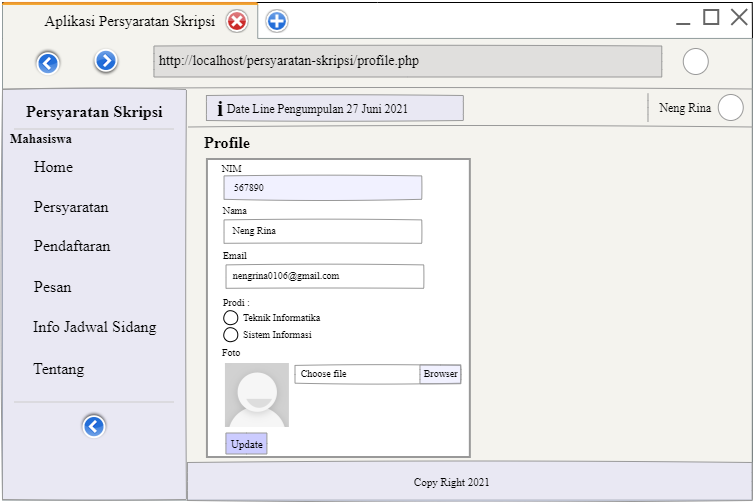 Aplikasi Persyaratan Skripsi
http://localhost/persyaratan-skripsi/profile.php
Persyaratan Skripsi
Mahasiswa
Home
Persyaratan
Pendaftaran
Pesan
Info Jadwal Sidang
Tentang
i Date Line Pengumpulan 27 Juni 2021
Neng Rina
Profile
NIM
567890
Nama
Neng Rina
Email
nengrina0106@gmail.com
Prodi :
Teknik Informatika
Sistem Informasi
Foto
Choose file
Browser
Update
Copy Right 2021